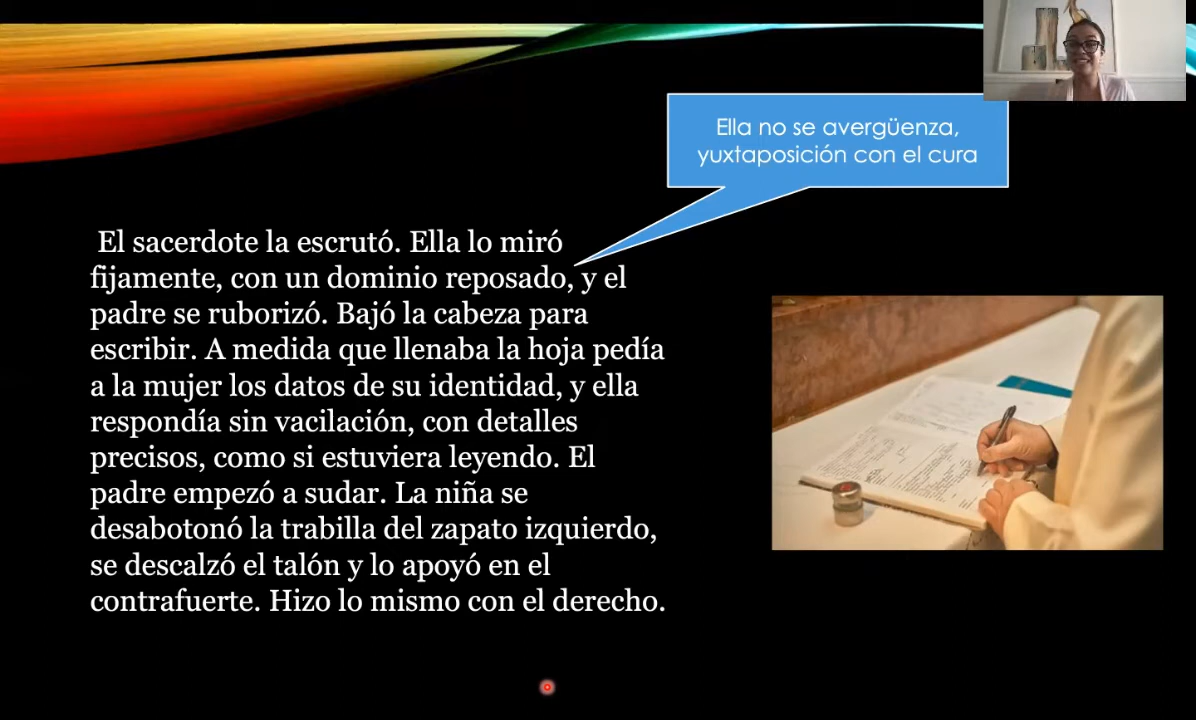 Ella no se avergüenza,
yuxtaposición con el cura
El sacerdote la escrutó. Ella lo miró
fijamente, con un dominio reposado, y el
padre se ruborizó. Bajó la cabeza para
escribir. A medida que llenaba la hoja pedía
a la mujer los datos de su identidad, y ella
respondía sin vacilación, con detalles
precisos, como si estuviera leyendo. El
padre empezó a sudar. La niña se
desabotonó la trabilla del zapato izquierdo,
se descalzó el talón y lo apoyó en el
contrafuerte. Hizo lo mismo con el derecho.